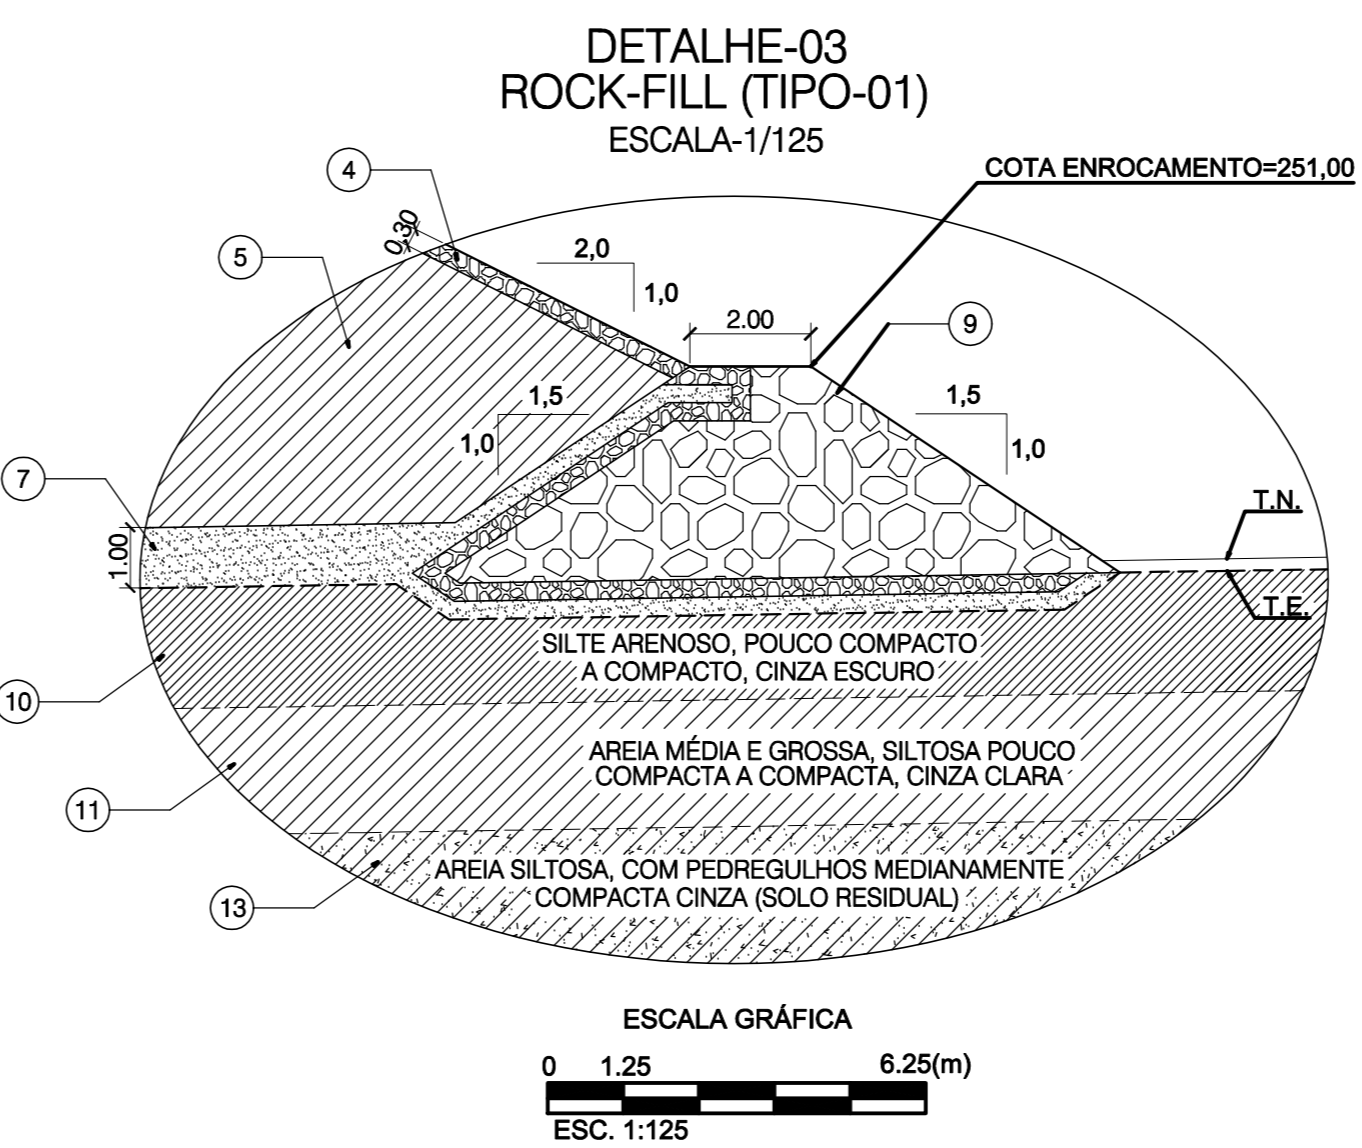 DETALHE-03
ROCK-FILL (TIPO-01)
ESCALA-1/125
COTA ENROCAMENTO=251,00
4
0.30
5
2,0
1,0
2.00
9
1,5
1,0
1,5
1,0
7
1.00
T.N.
T.E.
SILTE ARENOSO, POUCO COMPACTO
A COMPACTO, CINZA ESCURO
10
AREIA MÉDIA E GROSSA, SILTOSA POUCO
COMPACTA A COMPACTA, CINZA CLARA
11
AREIA SILTOSA, COM PEDREGULHOS MEDIANAMENTE
COMPACTA CINZA (SOLO RESIDUAL)
13
ESCALA GRÁFICA
0 1.25 6.25(m)
ESC. 1:125